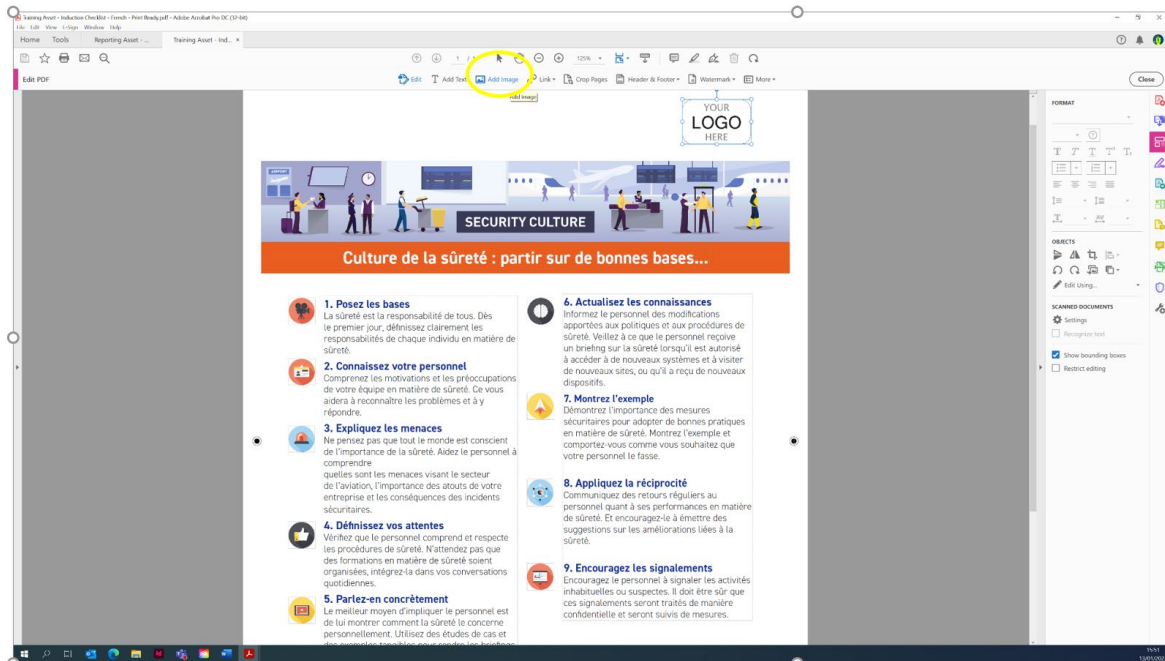 Training Asset - Induction Checklist - French - Print Ready.pdf - Adobe Acrobat Pro DC (32-bit)
File Edit View E-Sign Window Help
Home Tools Reporting Asset - ... Training Asset - Ind... ×
1 / 125%
Edit PDF
Edit Add Text Add Image Link Crop Pages Header & Footer Watermark More
Close
Add Image
YOUR
LOGO
HERE
AIRPORT
SECURITY CULTURE
Culture de la sûreté : partir sur de bonnes bases...
1. Posez les bases
La sûreté est la responsabilité de tous. Dès
le premier jour, définissez clairement les
responsabilités de chaque individu en matière de
sûreté.
2. Connaissez votre personnel
Comprenez les motivations et les préoccupations
de votre équipe en matière de sûreté. Ce vous
aidera à reconnaître les problèmes et à y
répondre.
3. Expliquez les menaces
Ne pensez pas que tout le monde est conscient
de l'importance de la sûreté. Aidez le personnel à
comprendre
quelles sont les menaces visant le secteur
de l'aviation, l'importance des atouts de votre
entreprise et les conséquences des incidents
sécuritaires.
4. Définissez vos attentes
Vérifiez que le personnel comprend et respecte
les procédures de sûreté. N'attendez pas que
des formations en matière de sûreté soient
organisées, intégrez-la dans vos conversations
quotidiennes.
5. Parlez-en concrètement
Le meilleur moyen d'impliquer le personnel est
de lui montrer comment la sûreté le concerne
personnellement. Utilisez des études de cas et
des exemples tangibles pour rendre les briefings
6. Actualisez les connaissances
Informez le personnel des modifications
apportées aux politiques et aux procédures de
sûreté. Veillez à ce que le personnel reçoive
un briefing sur la sûreté lorsqu'il est autorisé
à accéder à de nouveaux systèmes et à visiter
de nouveaux sites, ou qu'il a reçu de nouveaux
dispositifs.
7. Montrez l'exemple
Démontrez l'importance des mesures
sécuritaires pour adopter de bonnes pratiques
en matière de sûreté. Montrez l'exemple et
comportez-vous comme vous souhaitez que
votre personnel le fasse.
8. Appliquez la réciprocité
Communiquez des retours réguliers au
personnel quant à ses performances en matière
de sûreté. Et encouragez-le à émettre des
suggestions sur les améliorations liées à la
sûreté.
9. Encouragez les signalements
Encouragez le personnel à signaler les activités
inhabituelles ou suspectes. Il doit être sûr que
ces signalements seront traités de manière
confidentielle et seront suivis de mesures.
FORMAT
OBJECTS
Edit Using...
SCANNED DOCUMENTS
Settings
Recognize text
Show bounding boxes
Restrict editing
15:51